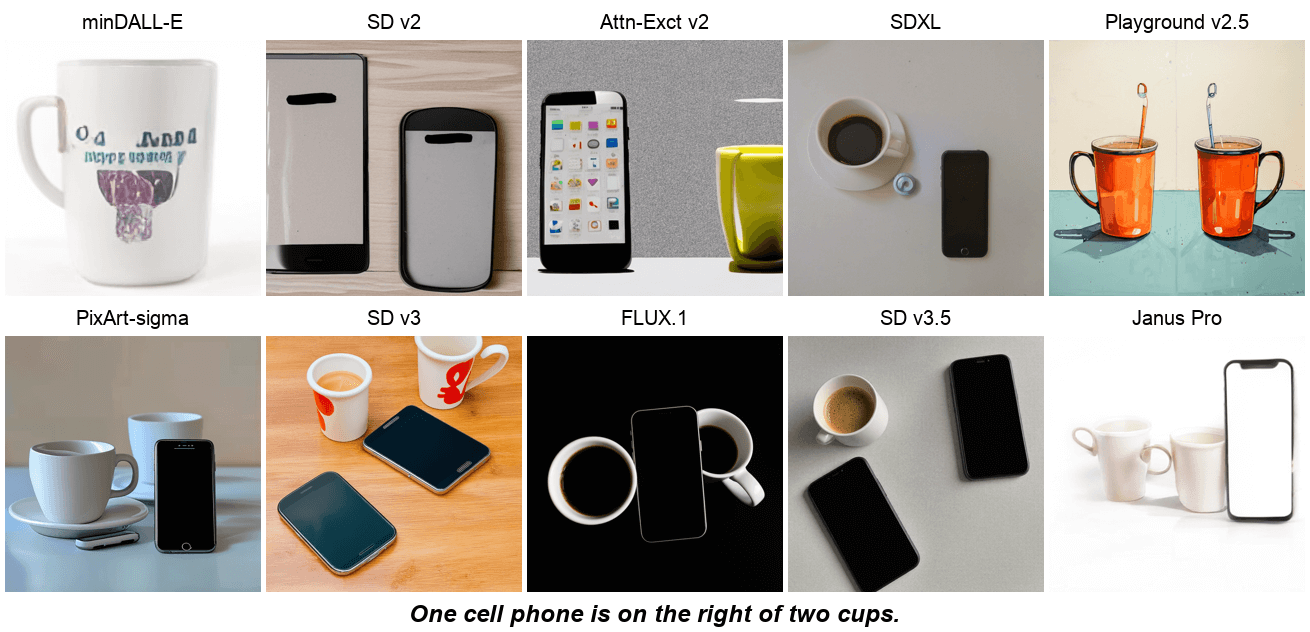 minDALL-E
SD v2
Attn-Exct v2
SDXL
Playground v2.5
PixArt-sigma
SD v3
FLUX.1
SD v3.5
Janus Pro
One cell phone is on the right of two cups.